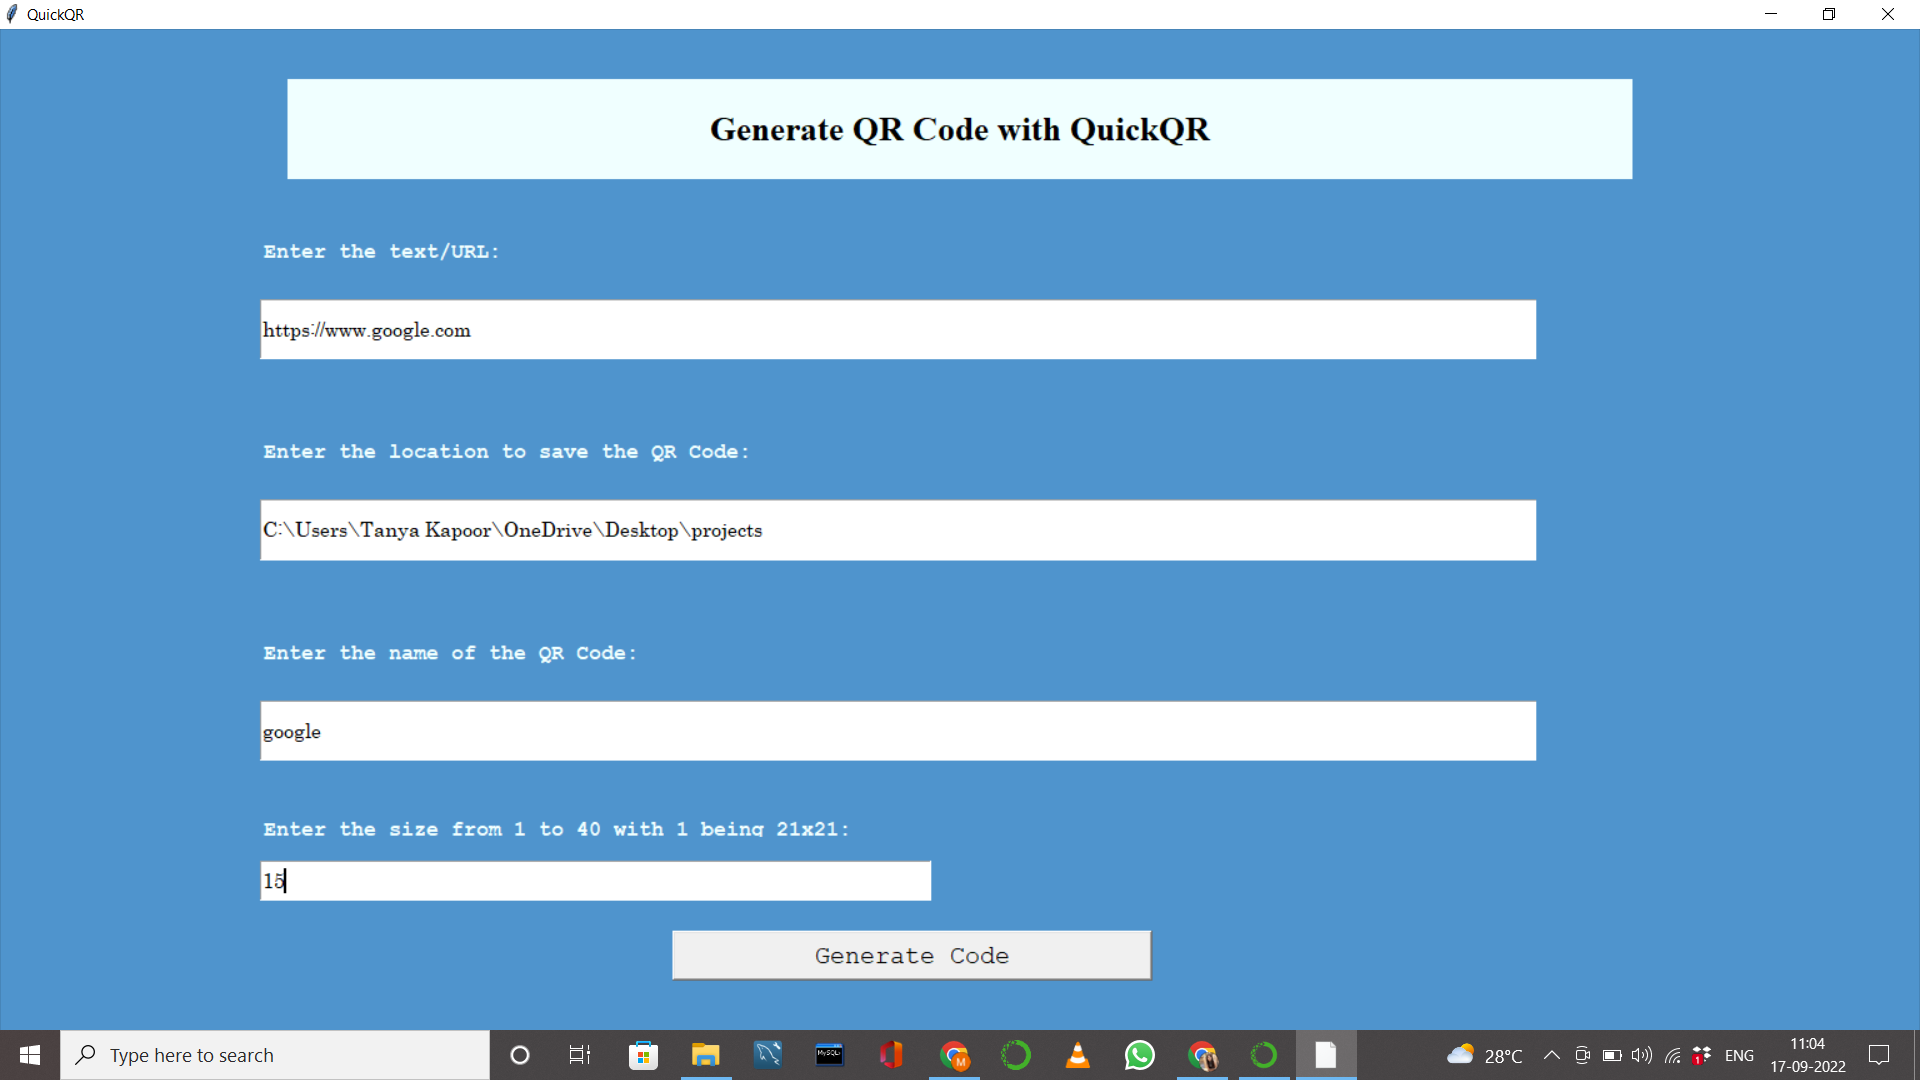 QuickQR
Generate QR Code with QuickQR
Enter the text/URL:
https://www.google.com
Enter the location to save the QR Code:
C:\Users\Tanya Kapoor\OneDrive\Desktop\projects
Enter the name of the QR Code:
google
Enter the size from 1 to 40 with 1 being 21x21:
15
Generate Code
Type here to search
MySQL
M
28°C
1
ENG
11:04
17-09-2022